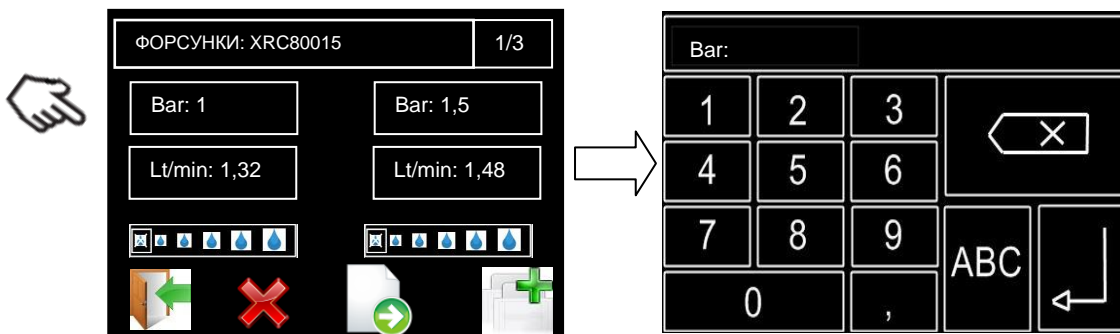 ФОРСУНКИ: XRC80015 1/3
Bar: 1 Bar: 1,5
Lt/min: 1,32 Lt/min: 1,48
Bar:
1 2 3
4 5 6
7 8 9 ABC
0 ,